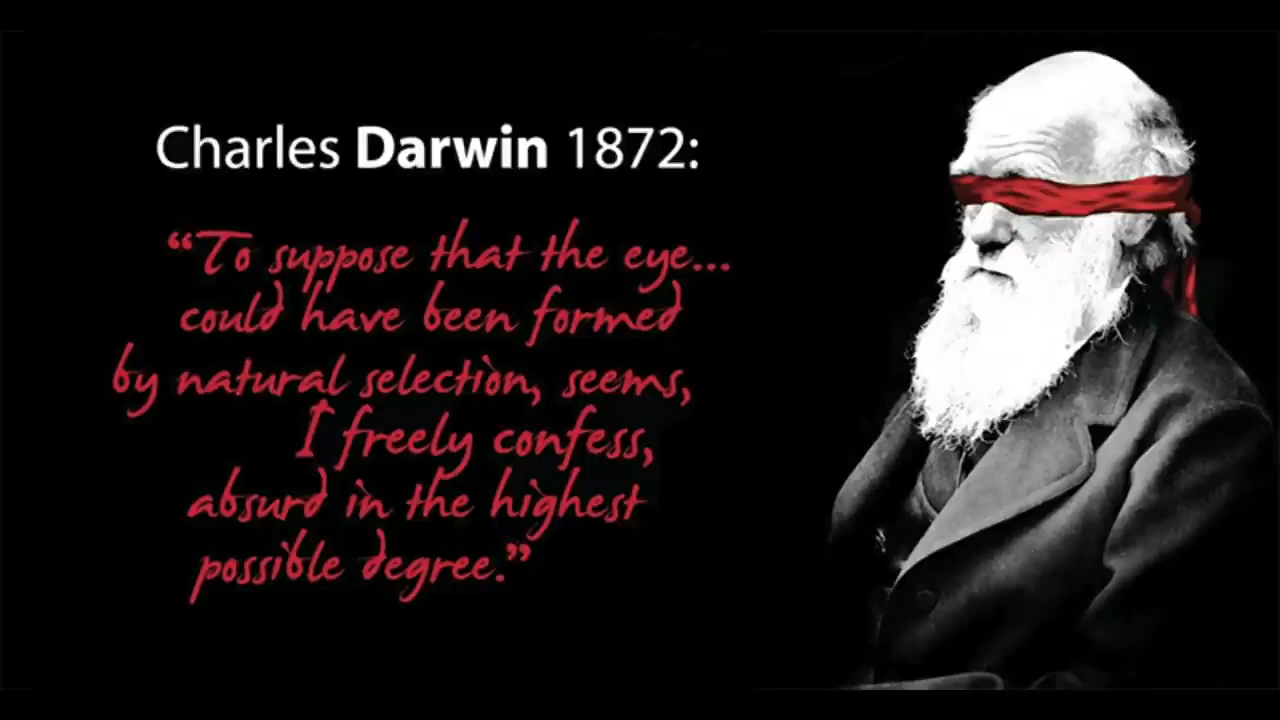 Charles Darwin 1872:
“To suppose that the eye...
could have been formed
by natural selection, seems,
I freely confess,
absurd in the highest
possible degree.”